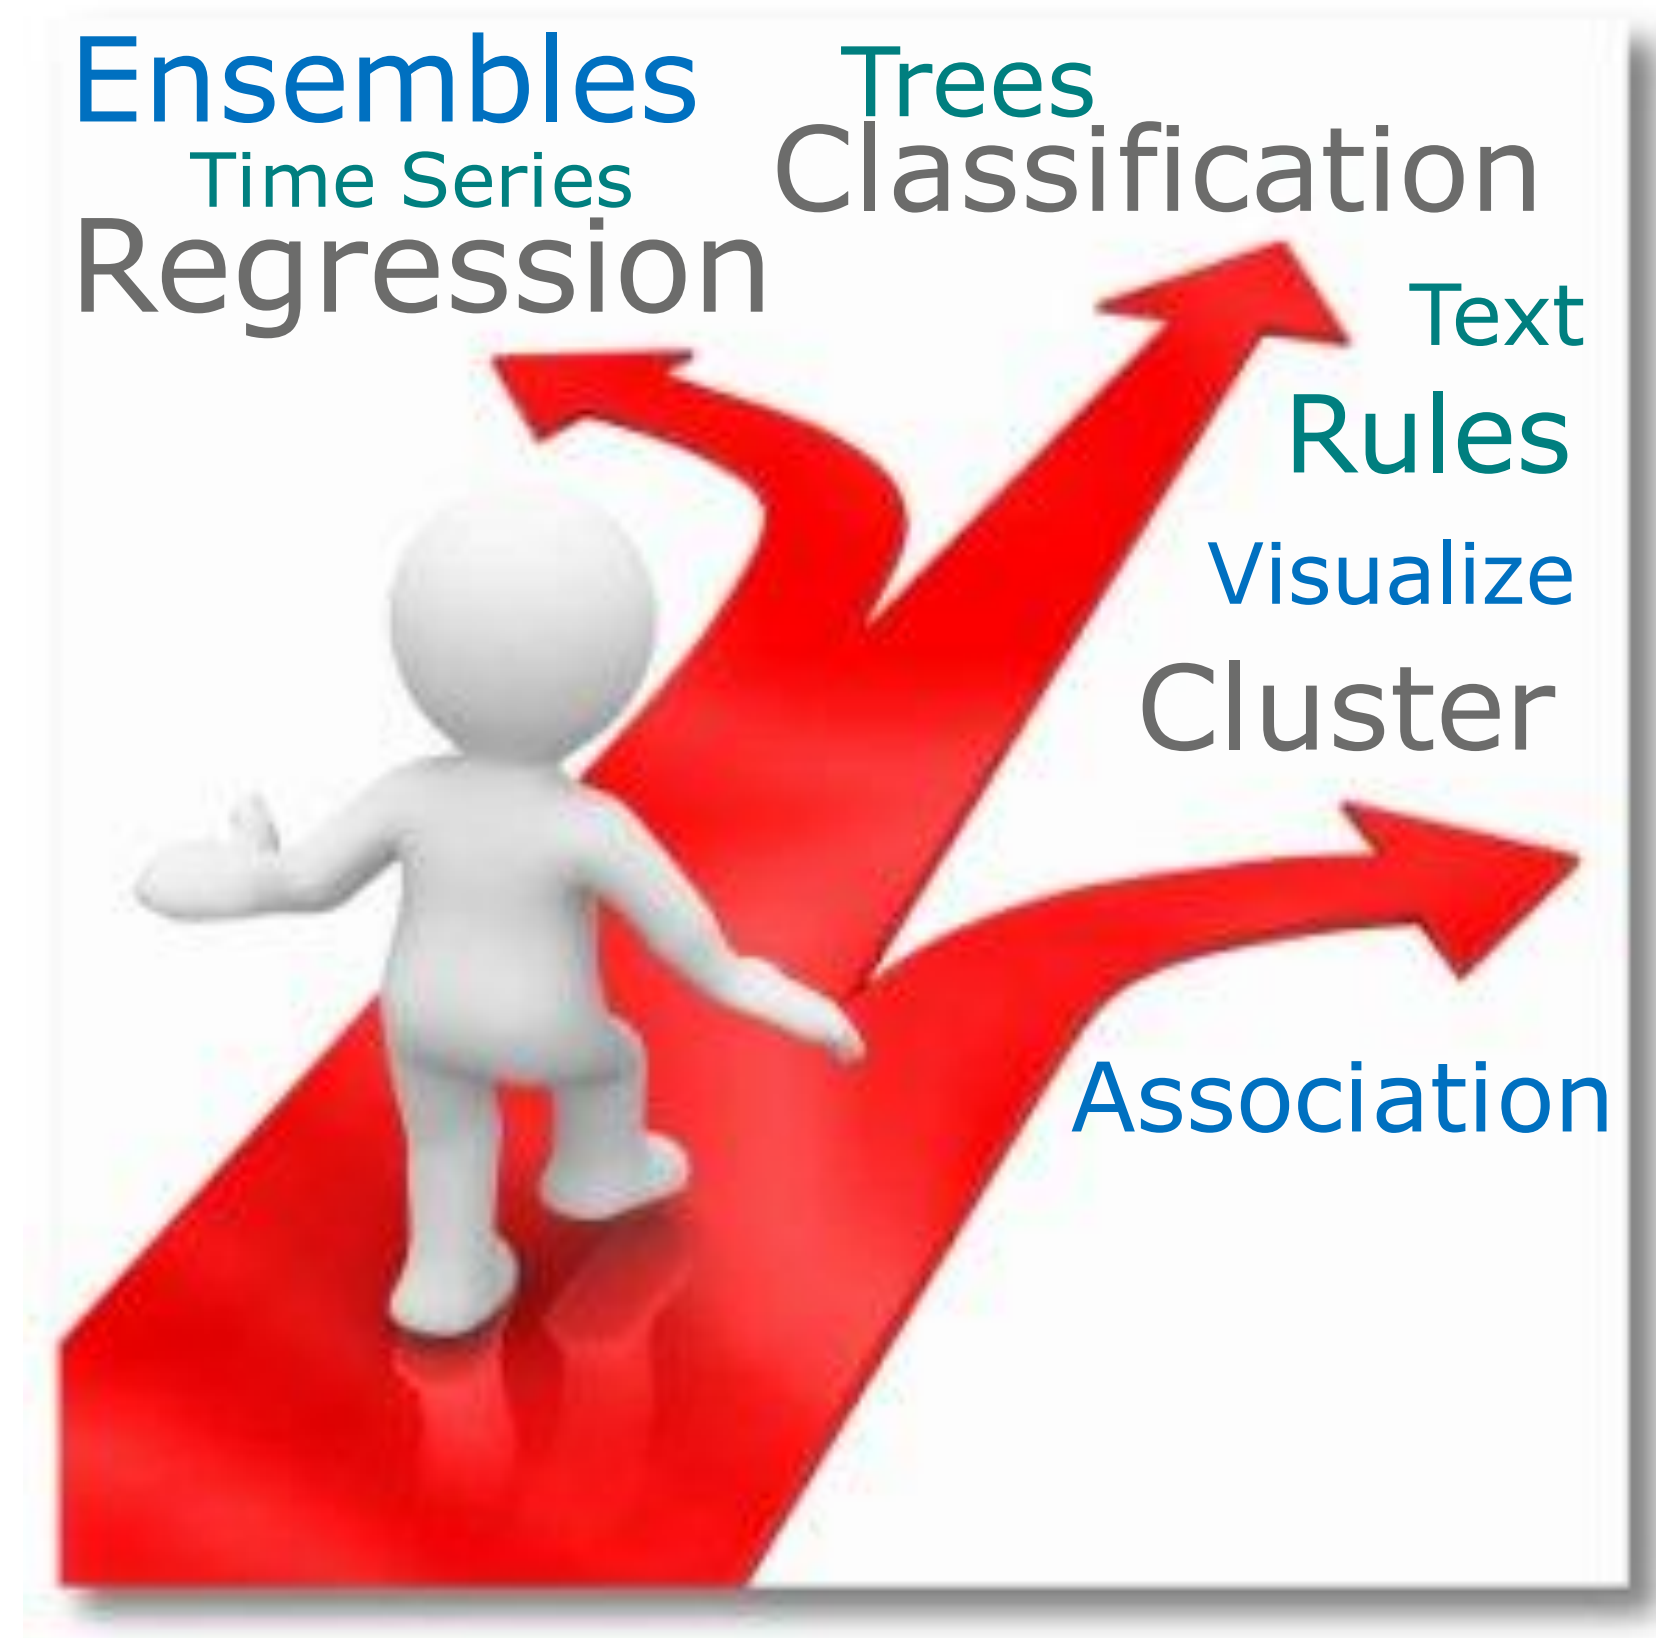 Ensembles
Trees
Time Series
Classification
Regression
Text
Rules
Visualize
Cluster
Association